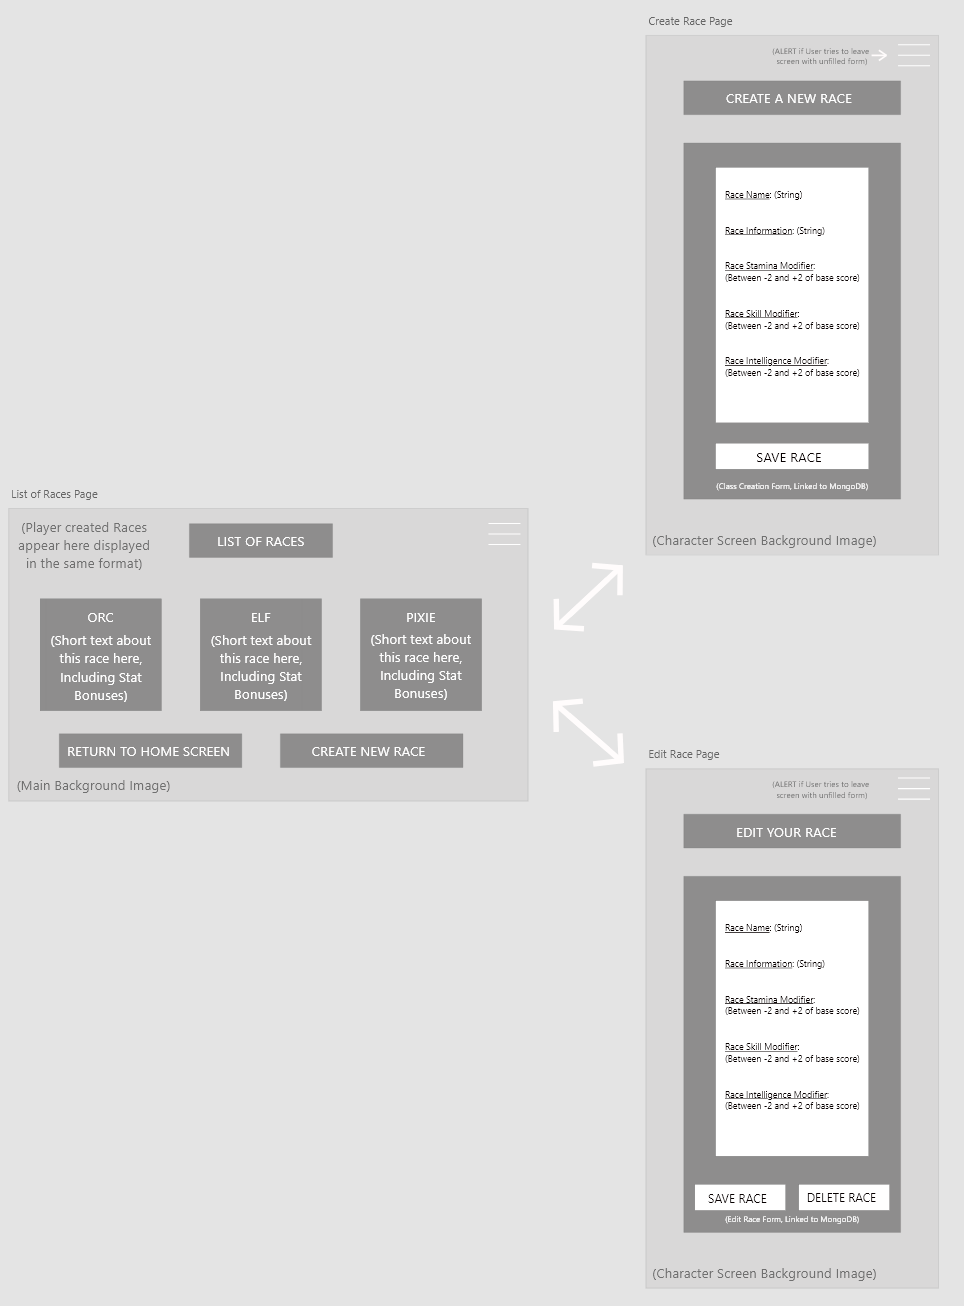 Create Race Page
(ALERT if User tries to leave
screen with unfilled form)
CREATE A NEW RACE
Race Name: (String)
Race Information: (String)
Race Stamina Modifier:
(Between -2 and +2 of base score)
Race Skill Modifier:
(Between -2 and +2 of base score)
Race Intelligence Modifier:
(Between -2 and +2 of base score)
SAVE RACE
(Class Creation Form, Linked to MongoDB)
(Character Screen Background Image)
List of Races Page
(Player created Races
appear here displayed
in the same format)
LIST OF RACES
ORC
(Short text about
this race here,
Including Stat
Bonuses)
ELF
(Short text about
this race here,
Including Stat
Bonuses)
PIXIE
(Short text about
this race here,
Including Stat
Bonuses)
RETURN TO HOME SCREEN
CREATE NEW RACE
(Main Background Image)
Edit Race Page
(ALERT if User tries to leave
screen with unfilled form)
EDIT YOUR RACE
Race Name: (String)
Race Information: (String)
Race Stamina Modifier:
(Between -2 and +2 of base score)
Race Skill Modifier:
(Between -2 and +2 of base score)
Race Intelligence Modifier:
(Between -2 and +2 of base score)
SAVE RACE
DELETE RACE
(Edit Race Form, Linked to MongoDB)
(Character Screen Background Image)